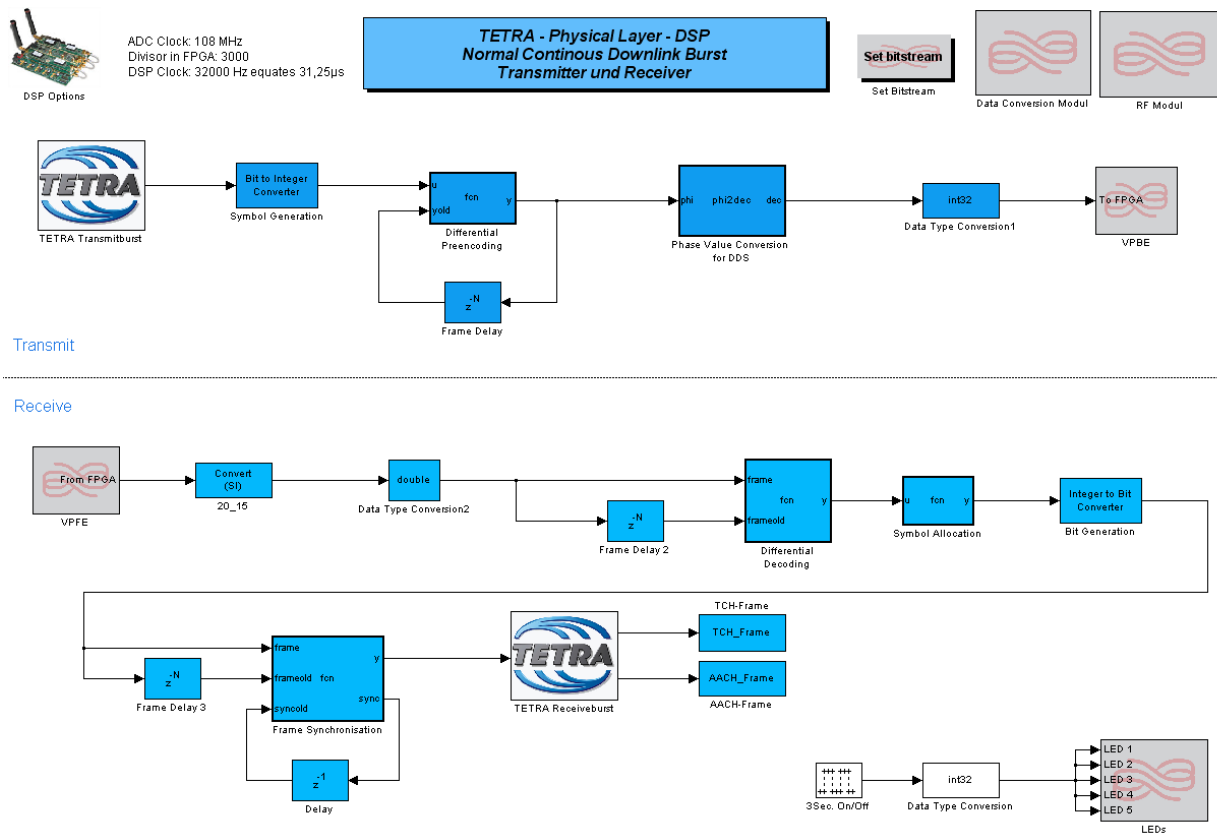 ADC Clock: 108 MHz
Divisor in FPGA: 3000
DSP Clock: 32000 Hz equates 31,25µs
DSP Options
TETRA - Physical Layer - DSP
Normal Continous Downlink Burst
Transmitter und Receiver
Set bitstream
Set Bitstream
Data Conversion Modul
RF Modul
TETRA
TETRA Transmitburst
Bit to Integer
Converter
Symbol Generation
u
yold
fcn
y
Differential
Preencoding
-N
z
Frame Delay
phi
phi2dec
dec
Phase Value Conversion
for DDS
int32
Data Type Conversion1
To FPGA
VPBE
Transmit
Receive
From FPGA
VPFE
Convert
(SI)
20_15
double
Data Type Conversion2
-N
z
Frame Delay 2
frame
frameold
fcn
y
Differential
Decoding
u
fcn
y
Symbol Allocation
Integer to Bit
Converter
Bit Generation
-N
z
Frame Delay 3
frame
frameold
syncold
fcn
y
sync
Frame Synchronisation
-1
z
Delay
TETRA
TETRA Receiveburst
TCH-Frame
TCH_Frame
AACH_Frame
AACH-Frame
3Sec. On/Off
int32
Data Type Conversion
LED 1
LED 2
LED 3
LED 4
LED 5
LEDs